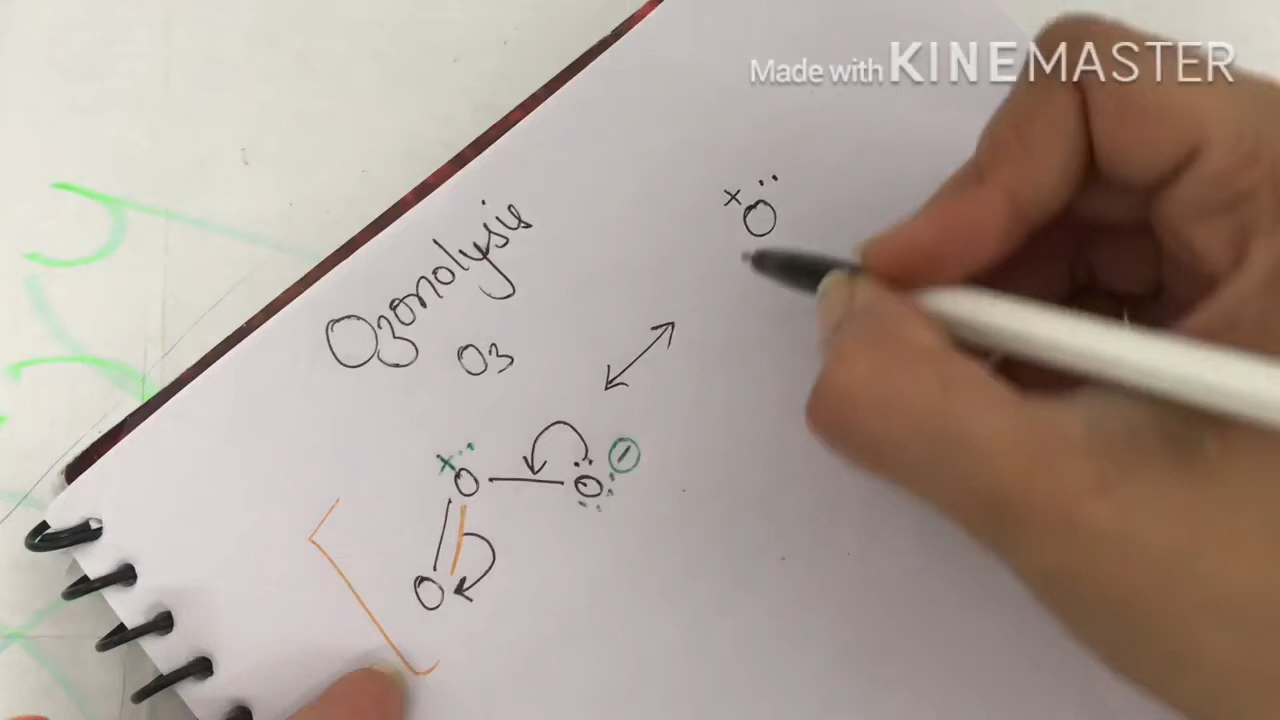 Made with KINEMASTER
Ozonolysis
O3
+ O
+ O O -
O